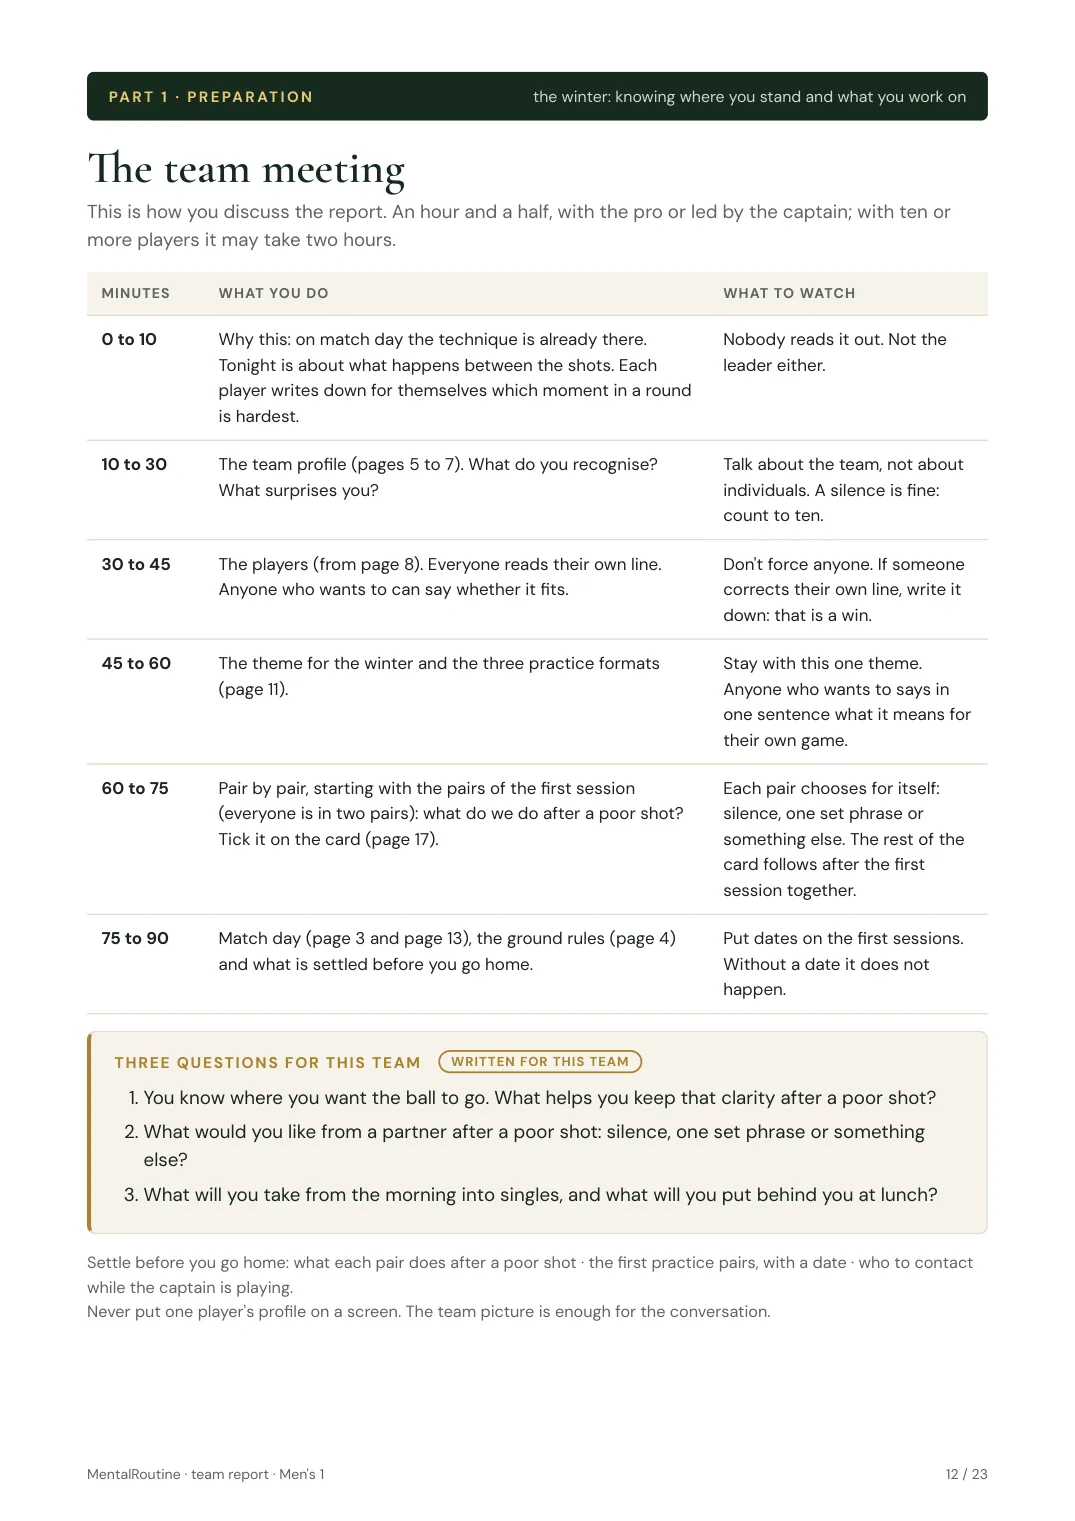 PART 1 · PREPARATION
the winter: knowing where you stand and what you work on
The team meeting
This is how you discuss the report. An hour and a half, with the pro or led by the captain; with ten or
more players it may take two hours.
MINUTES WHAT YOU DO WHAT TO WATCH
0 to 10
Why this: on match day the technique is already there.
Tonight is about what happens between the shots. Each
player writes down for themselves which moment in a round
is hardest.
Nobody reads it out. Not the
leader either.
10 to 30
The team profile (pages 5 to 7). What do you recognise?
What surprises you?
Talk about the team, not about
individuals. A silence is fine:
count to ten.
30 to 45
The players (from page 8). Everyone reads their own line.
Anyone who wants to can say whether it fits.
Don't force anyone. If someone
corrects their own line, write it
down: that is a win.
45 to 60
The theme for the winter and the three practice formats
(page 11).
Stay with this one theme.
Anyone who wants to says in
one sentence what it means for
their own game.
60 to 75
Pair by pair, starting with the pairs of the first session
(everyone is in two pairs): what do we do after a poor shot?
Tick it on the card (page 17).
Each pair chooses for itself:
silence, one set phrase or
something else. The rest of the
card follows after the first
session together.
75 to 90
Match day (page 3 and page 13), the ground rules (page 4)
and what is settled before you go home.
Put dates on the first sessions.
Without a date it does not
happen.
THREE QUESTIONS FOR THIS TEAM WRITTEN FOR THIS TEAM
1. You know where you want the ball to go. What helps you keep that clarity after a poor shot?
2. What would you like from a partner after a poor shot: silence, one set phrase or something
else?
3. What will you take from the morning into singles, and what will you put behind you at lunch?
Settle before you go home: what each pair does after a poor shot · the first practice pairs, with a date · who to contact
while the captain is playing.
Never put one player's profile on a screen. The team picture is enough for the conversation.
MentalRoutine · team report · Men's 1
12 / 23